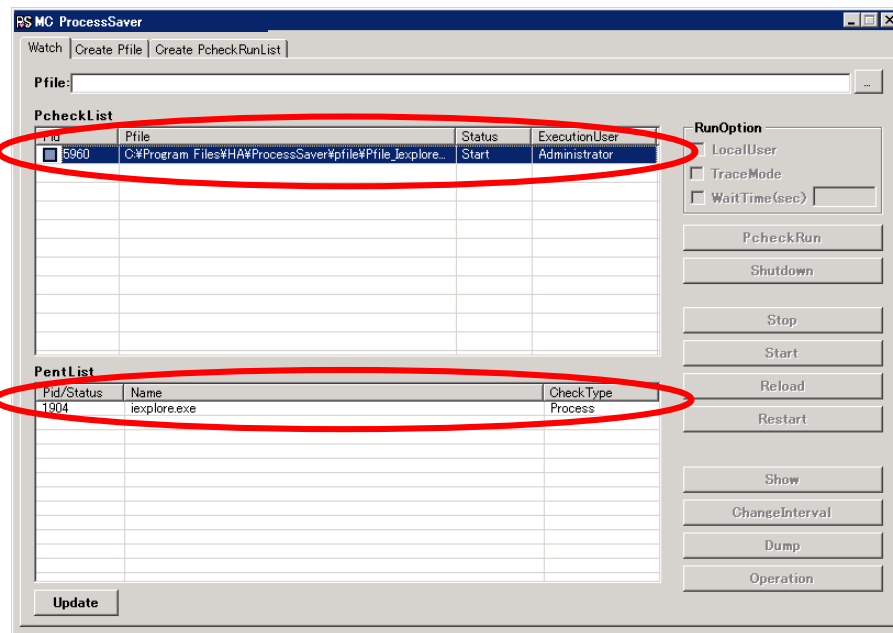 PS MC ProcessSaver
Watch Create Pfile Create PcheckRunList
Pfile: ...
PcheckList
Pid Pfile Status ExecutionUser
5960 C:¥Program Files¥HA¥ProcessSaver¥pfile¥Pfile_Iexplore... Start Administrator
RunOption
LocalUser
TraceMode
WaitTime(sec)
PcheckRun
Shutdown
Stop
Start
Reload
Restart
PentList
Pid/Status Name CheckType
1904 iexplore.exe Process
Show
ChangeInterval
Dump
Operation
Update